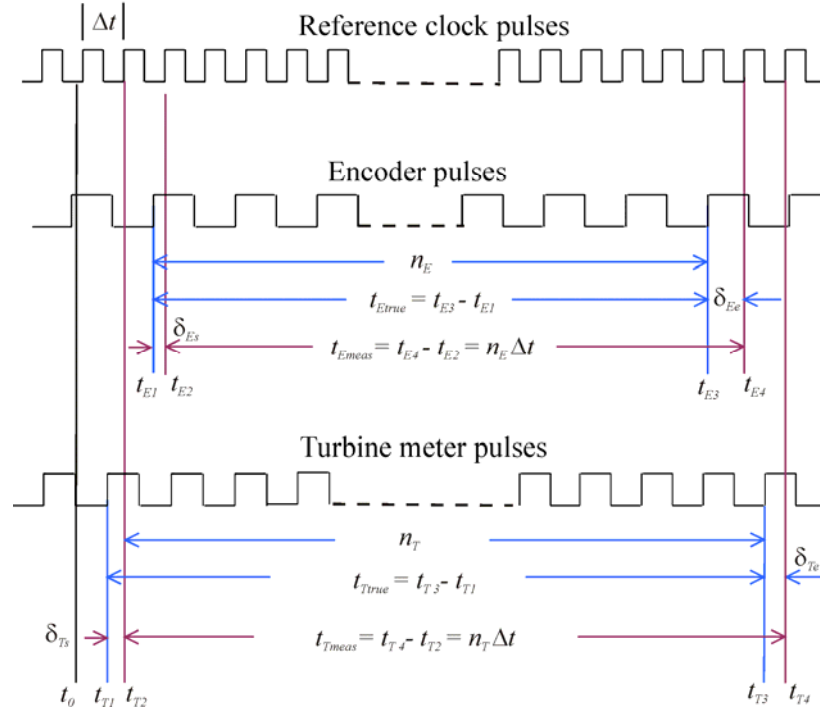 Reference clock pulses
Δt
Encoder pulses
n_E
t_Etrue = t_E3 - t_E1
δ_Ee
δ_Es
t_Emeas = t_E4 - t_E2 = n_E Δt
t_E1 t_E2 t_E3 t_E4
Turbine meter pulses
n_T
t_Ttrue = t_T3 - t_T1
δ_Te
δ_Ts
t_Tmeas = t_T4 - t_T2 = n_T Δt
t_0 t_T1 t_T2 t_T3 t_T4